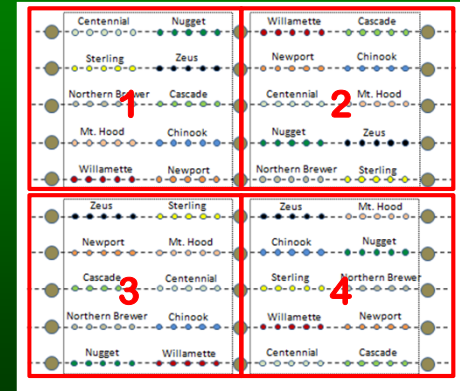 Centennial Nugget
Sterling Zeus
Northern Brewer Cascade
1
Mt. Hood Chinook
Willamette Newport
Willamette Cascade
Newport Chinook
Centennial Mt. Hood
2
Nugget Zeus
Northern Brewer Sterling
Zeus Sterling
Newport Mt. Hood
Cascade Centennial
3
Northern Brewer Chinook
Nugget Willamette
Zeus Mt. Hood
Chinook Nugget
Sterling Northern Brewer
4
Willamette Newport
Centennial Cascade